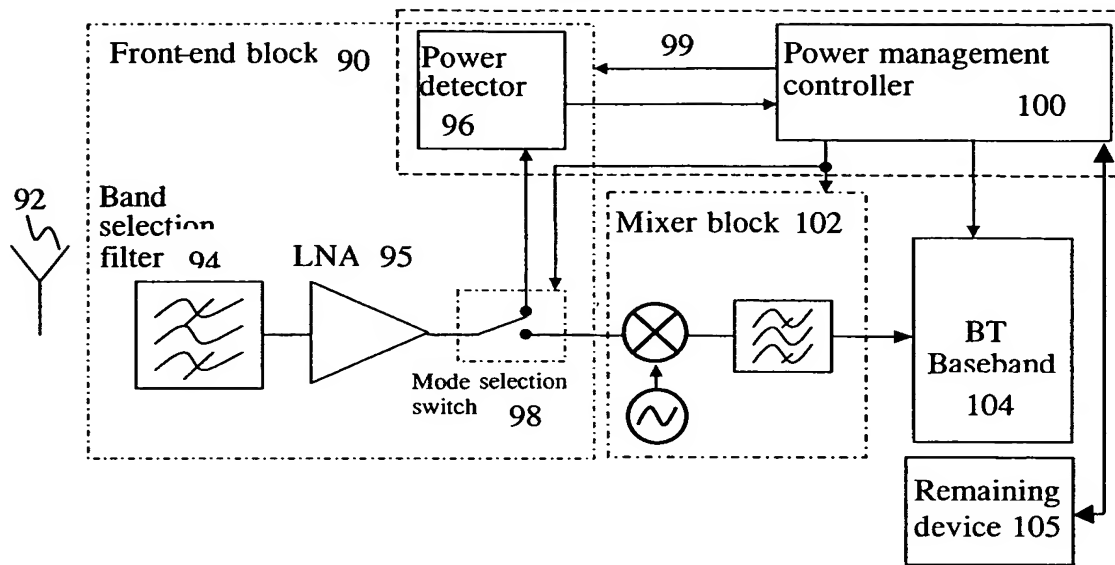 Front-end block 90
Power
detector
96
99
Power management
controller
100
92
Band
selection
filter 94
LNA 95
Mode selection
switch 98
Mixer block 102
BT
Baseband
104
Remaining
device 105